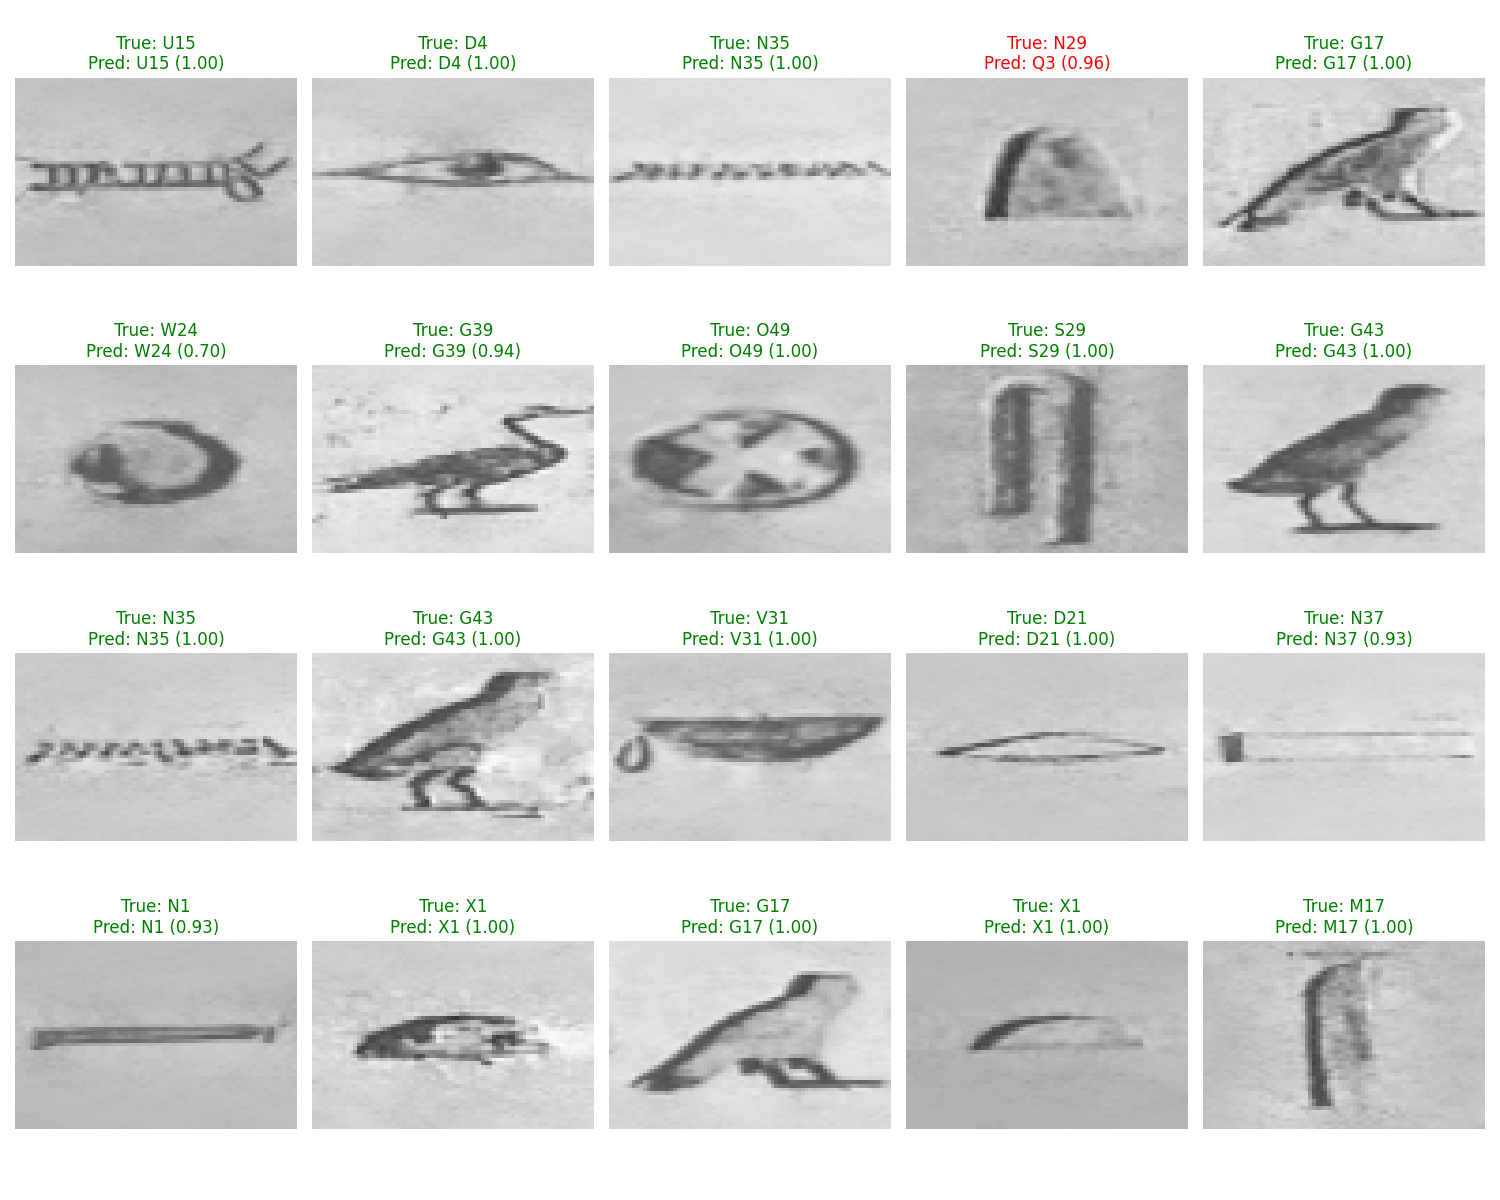 True: U15
Pred: U15 (1.00)
True: D4
Pred: D4 (1.00)
True: N35
Pred: N35 (1.00)
True: N29
Pred: Q3 (0.96)
True: G17
Pred: G17 (1.00)
True: W24
Pred: W24 (0.70)
True: G39
Pred: G39 (0.94)
True: O49
Pred: O49 (1.00)
True: S29
Pred: S29 (1.00)
True: G43
Pred: G43 (1.00)
True: N35
Pred: N35 (1.00)
True: G43
Pred: G43 (1.00)
True: V31
Pred: V31 (1.00)
True: D21
Pred: D21 (1.00)
True: N37
Pred: N37 (0.93)
True: N1
Pred: N1 (0.93)
True: X1
Pred: X1 (1.00)
True: G17
Pred: G17 (1.00)
True: X1
Pred: X1 (1.00)
True: M17
Pred: M17 (1.00)